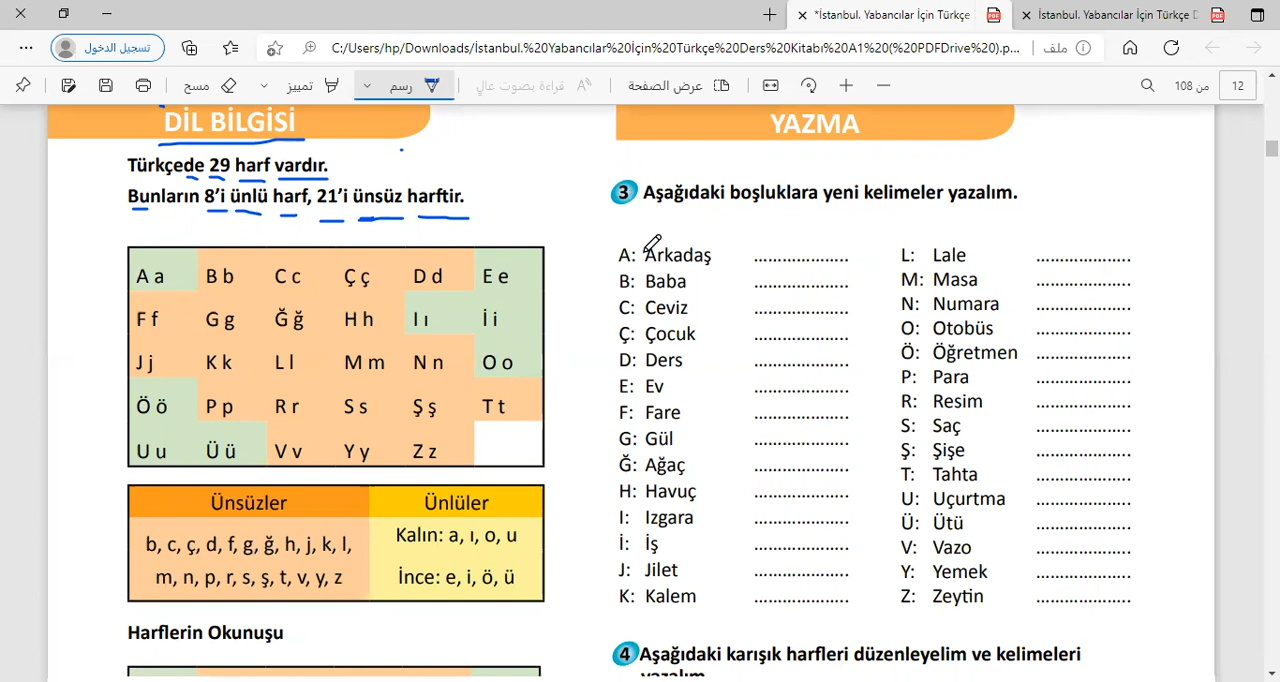 *İstanbul. Yabancılar İçin Türkçe
İstanbul. Yabancılar İçin Türkçe D
تسجيل الدخول
C:/Users/hp/Downloads/İstanbul.%20Yabancılar%20İçin%20Türkçe%20Ders%20Kitabı%20A1%20(%20PDFDrive%20).p...
ملف
مسح
تمييز
رسم
قراءة بصوت عالٍ
عرض الصفحة
من 108
12
DİL BİLGİSİ
Türkçede 29 harf vardır.
Bunların 8’i ünlü harf, 21’i ünsüz harftir.
A a B b C c Ç ç D d E e
F f G g Ğ ğ H h I ı İ i
J j K k L l M m N n O o
Ö ö P p R r S s Ş ş T t
U u Ü ü V v Y y Z z
Ünsüzler Ünlüler
b, c, ç, d, f, g, ğ, h, j, k, l,
m, n, p, r, s, ş, t, v, y, z
Kalın: a, ı, o, u
İnce: e, i, ö, ü
Harflerin Okunuşu
YAZMA
3 Aşağıdaki boşluklara yeni kelimeler yazalım.
A: Arkadaş ....................
B: Baba ....................
C: Ceviz ....................
Ç: Çocuk ....................
D: Ders ....................
E: Ev ....................
F: Fare ....................
G: Gül ....................
Ğ: Ağaç ....................
H: Havuç ....................
I: Izgara ....................
İ: İş ....................
J: Jilet ....................
K: Kalem ....................
L: Lale ....................
M: Masa ....................
N: Numara ....................
O: Otobüs ....................
Ö: Öğretmen ....................
P: Para ....................
R: Resim ....................
S: Saç ....................
Ş: Şişe ....................
T: Tahta ....................
U: Uçurtma ....................
Ü: Ütü ....................
V: Vazo ....................
Y: Yemek ....................
Z: Zeytin ....................
4 Aşağıdaki karışık harfleri düzenleyelim ve kelimeleri
yazalım.